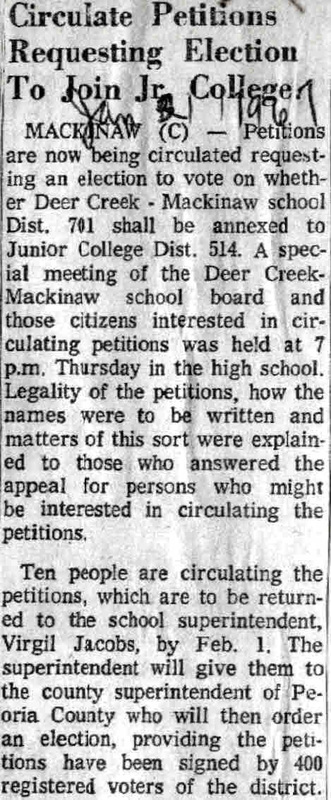 Circulate Petitions
Requesting Election
To Join Jr. College
Jan 1967
MACKINAW (C) — Petitions
are now being circulated request-
ing an election to vote on wheth-
er Deer Creek - Mackinaw school
Dist. 701 shall be annexed to
Junior College Dist. 514. A spec-
ial meeting of the Deer Creek-
Mackinaw school board and
those citizens interested in cir-
culating petitions was held at 7
p.m. Thursday in the high school.
Legality of the petitions, how the
names were to be written and
matters of this sort were explain-
ed to those who answered the
appeal for persons who might
be interested in circulating the
petitions.
Ten people are circulating the
petitions, which are to be return-
ed to the school superintendent,
Virgil Jacobs, by Feb. 1. The
superintendent will give them to
the county superintendent of Pe-
oria County who will then order
an election, providing the peti-
tions have been signed by 400
registered voters of the district.